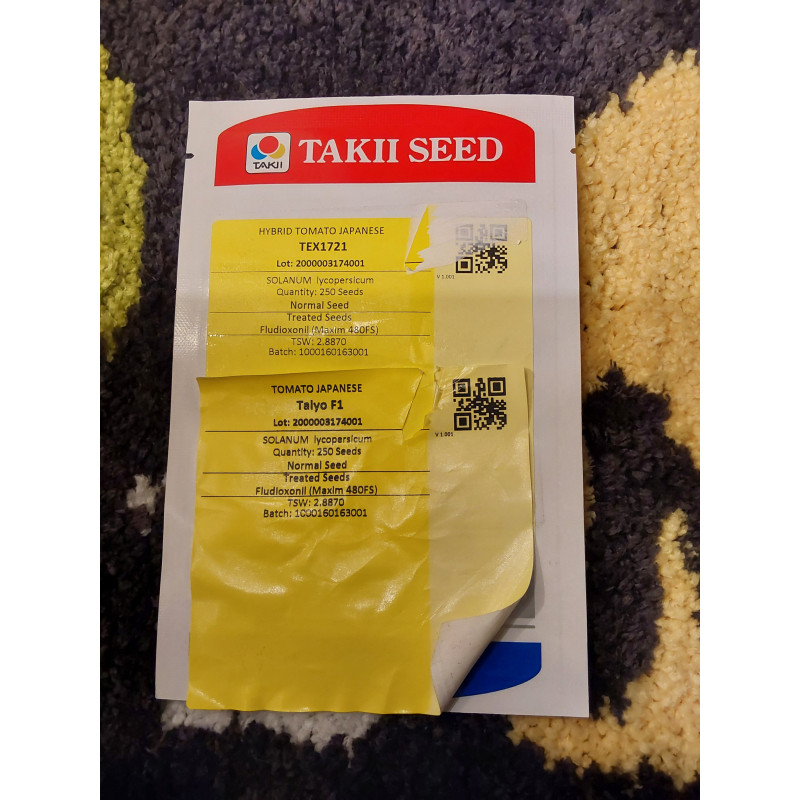 TAKII
TAKII SEED
HYBRID TOMATO JAPANESE
TEX1721
Lot: 2000003174001
SOLANUM lycopersicum
Quantity: 250 Seeds
Normal Seed
Treated Seeds
Fludioxonil (Maxim 480FS)
TSW: 2.8870
Batch: 1000160163001
V 1.001
TOMATO JAPANESE
Taiyo F1
Lot: 2000003174001
SOLANUM lycopersicum
Quantity: 250 Seeds
Normal Seed
Treated Seeds
Fludioxonil (Maxim 480FS)
TSW: 2.8870
Batch: 1000160163001
V 1.001